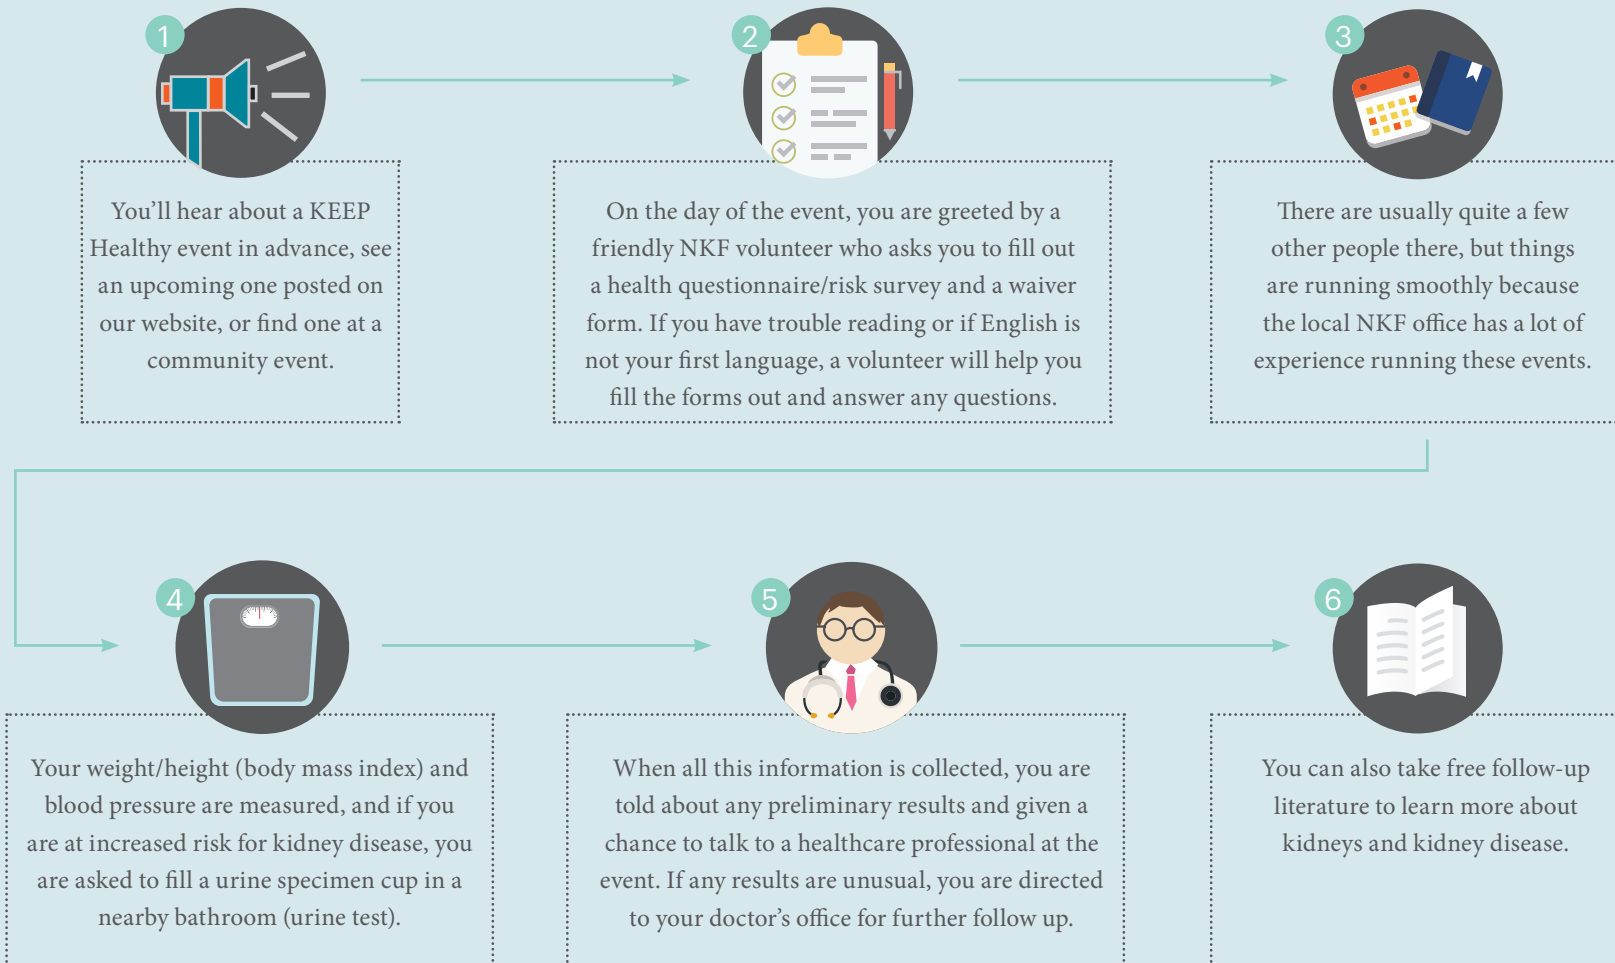 1
You'll hear about a KEEP
Healthy event in advance, see
an upcoming one posted on
our website, or find one at a
community event.
2
On the day of the event, you are greeted by a
friendly NKF volunteer who asks you to fill out
a health questionnaire/risk survey and a waiver
form. If you have trouble reading or if English is
not your first language, a volunteer will help you
fill the forms out and answer any questions.
3
There are usually quite a few
other people there, but things
are running smoothly because
the local NKF office has a lot of
experience running these events.
4
Your weight/height (body mass index) and
blood pressure are measured, and if you
are at increased risk for kidney disease, you
are asked to fill a urine specimen cup in a
nearby bathroom (urine test).
5
When all this information is collected, you are
told about any preliminary results and given a
chance to talk to a healthcare professional at the
event. If any results are unusual, you are directed
to your doctor's office for further follow up.
6
You can also take free follow-up
literature to learn more about
kidneys and kidney disease.